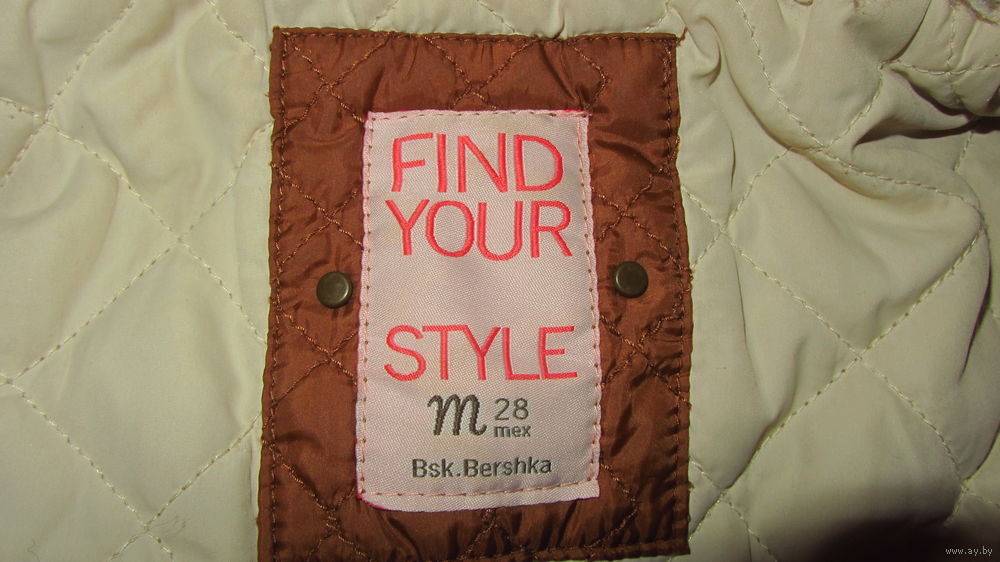 FIND
YOUR
STYLE
m 28
mex
Bsk.Bershka
www.ay.by